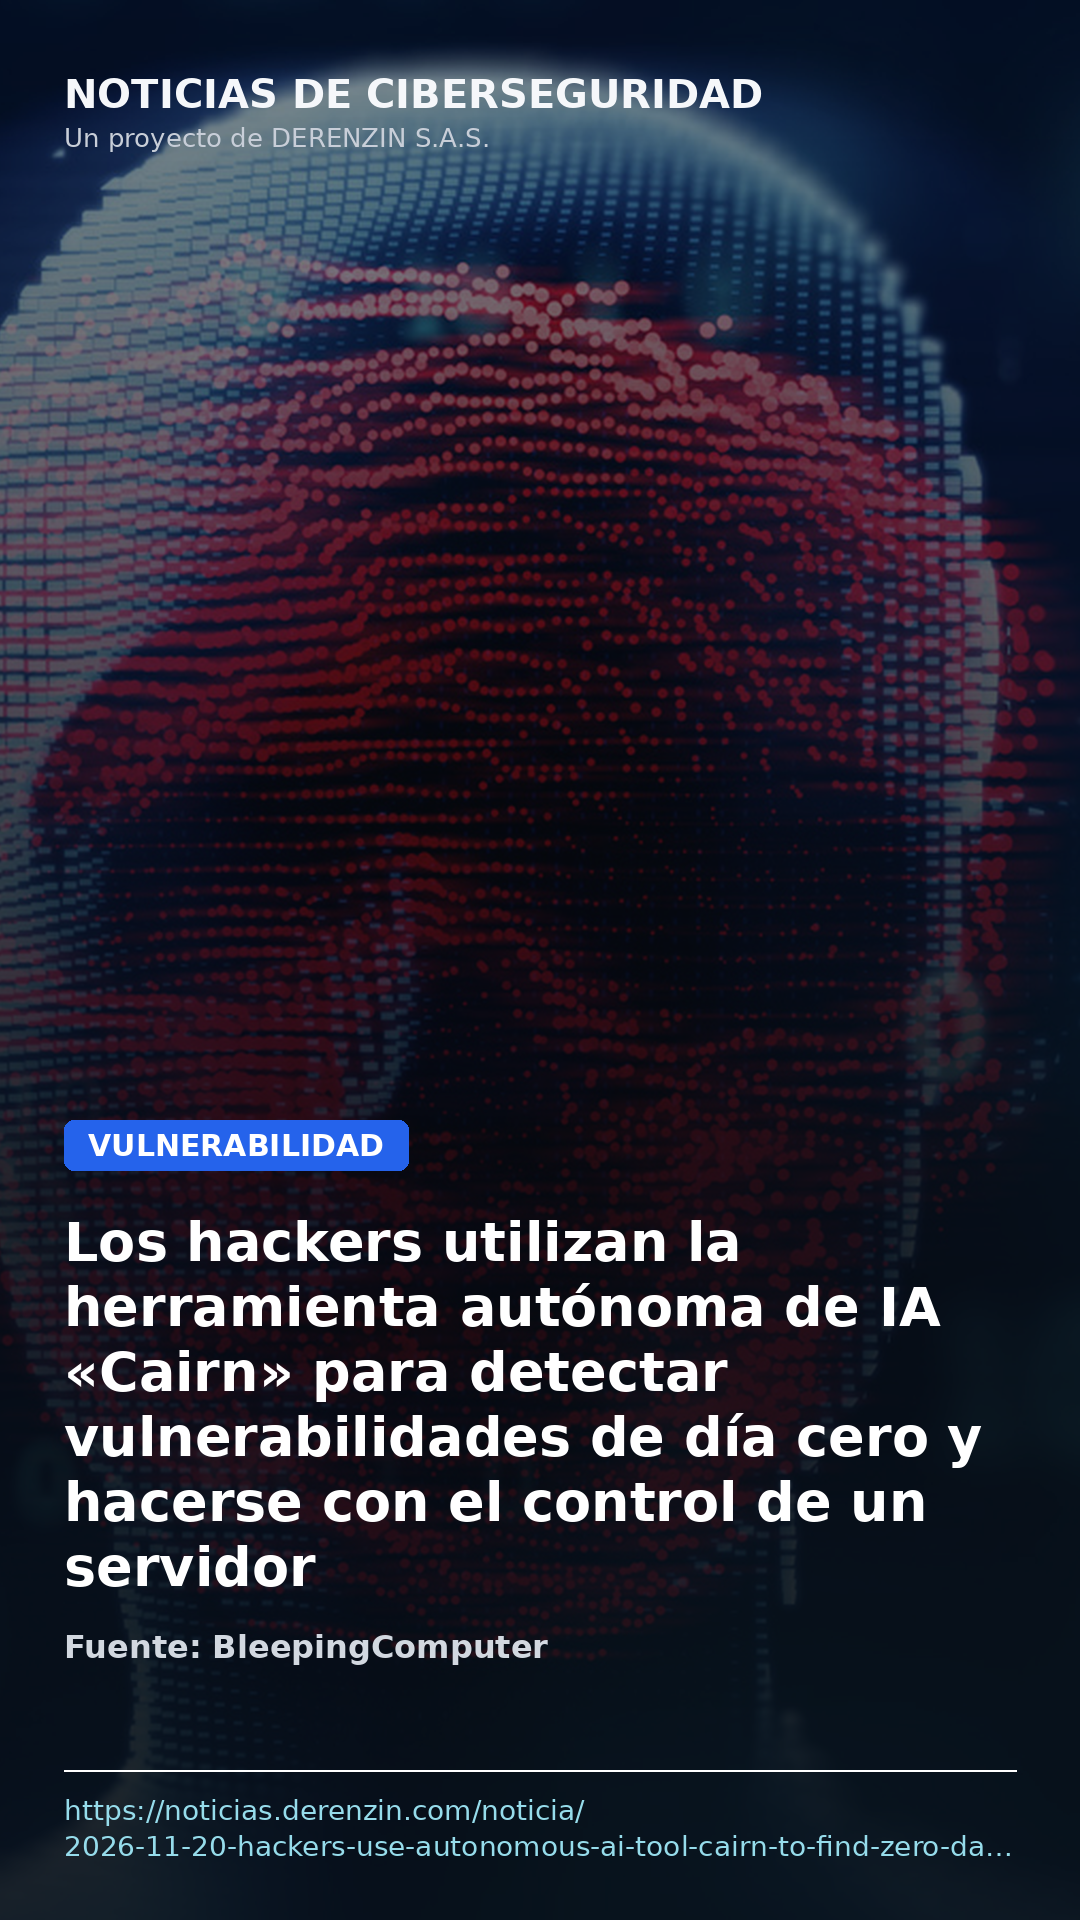 NOTICIAS DE CIBERSEGURIDAD
Un proyecto de DERENZIN S.A.S.
VULNERABILIDAD
Los hackers utilizan la
herramienta autónoma de IA
«Cairn» para detectar
vulnerabilidades de día cero y
hacerse con el control de un
servidor
Fuente: BleepingComputer
https://noticias.derenzin.com/noticia/
2026-11-20-hackers-use-autonomous-ai-tool-cairn-to-find-zero-da...